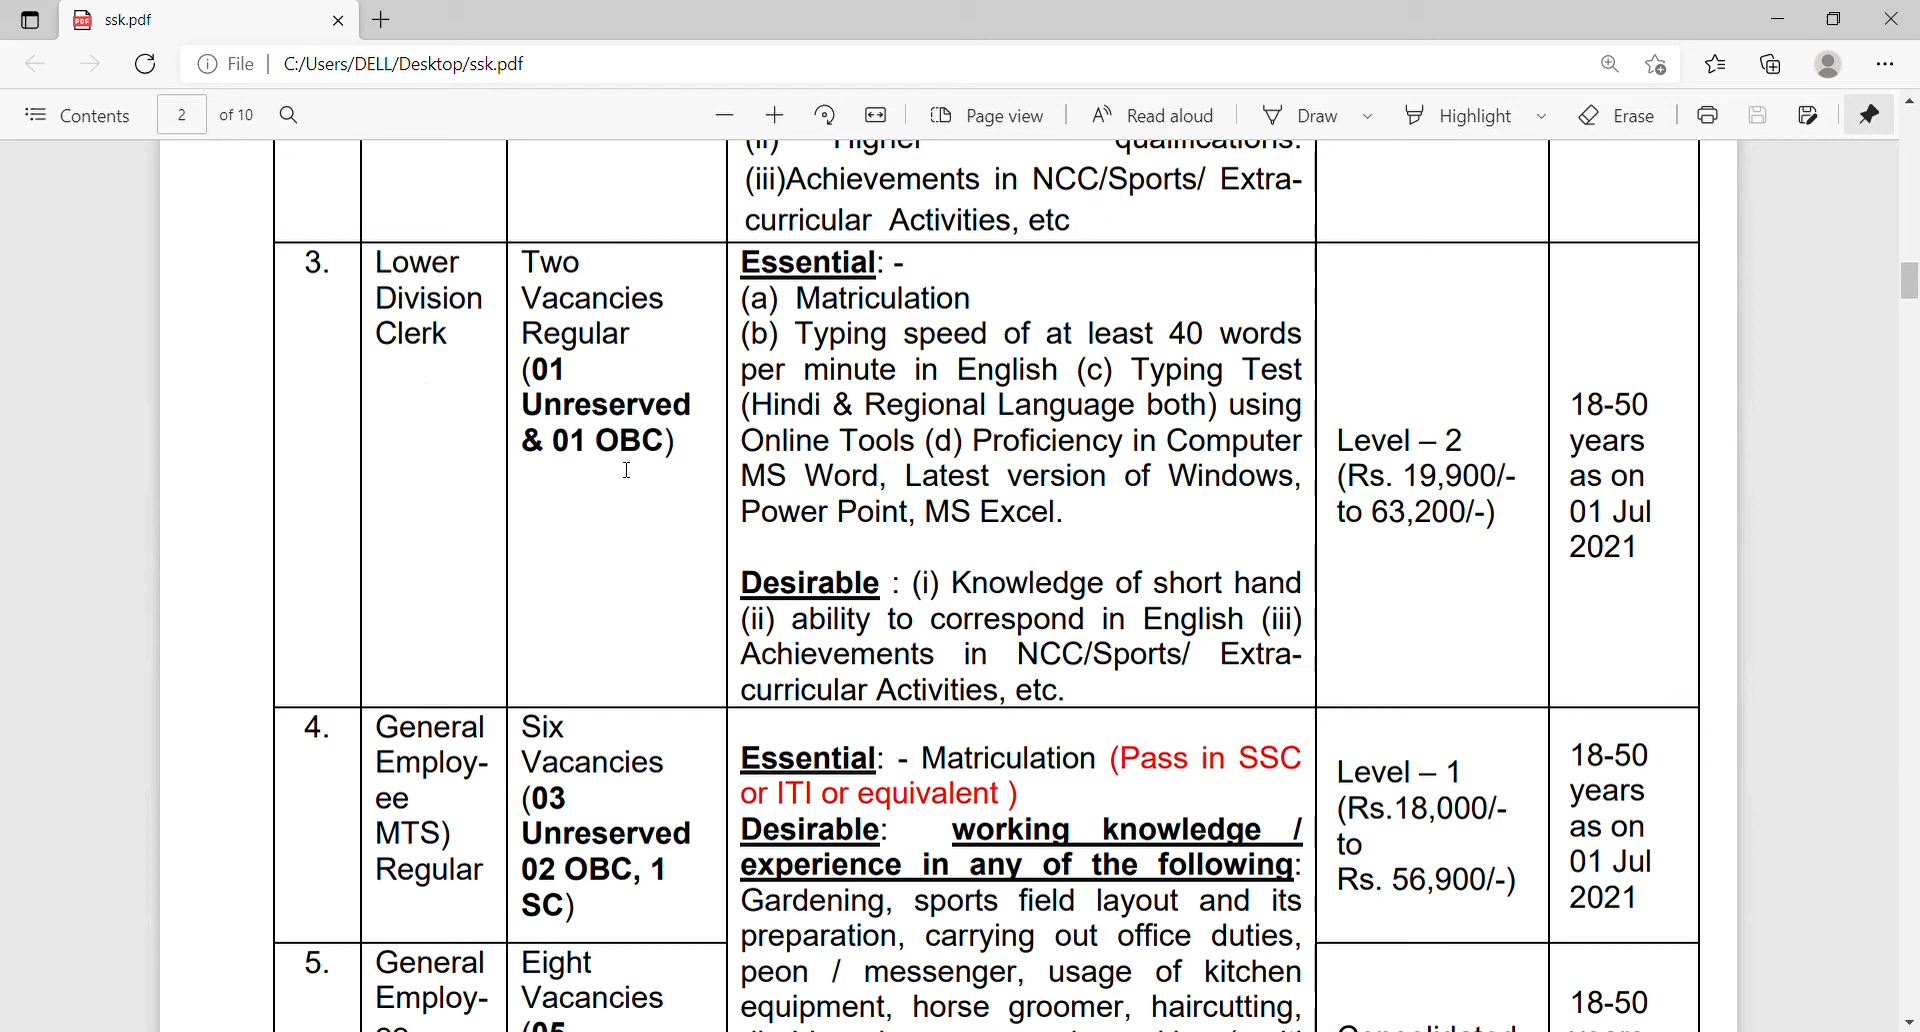 ssk.pdf
File
C:/Users/DELL/Desktop/ssk.pdf
Contents
2
of 10
Page view
Read aloud
Draw
Highlight
Erase
(ii) Higher qualifications.
(iii)Achievements in NCC/Sports/ Extra-
curricular Activities, etc
3.
Lower
Division
Clerk
Two
Vacancies
Regular
(01
Unreserved
& 01 OBC)
Essential: -
(a) Matriculation
(b) Typing speed of at least 40 words
per minute in English (c) Typing Test
(Hindi & Regional Language both) using
Online Tools (d) Proficiency in Computer
MS Word, Latest version of Windows,
Power Point, MS Excel.
Desirable : (i) Knowledge of short hand
(ii) ability to correspond in English (iii)
Achievements in NCC/Sports/ Extra-
curricular Activities, etc.
Level – 2
(Rs. 19,900/-
to 63,200/-)
18-50
years
as on
01 Jul
2021
4.
General
Employ-
ee
MTS)
Regular
Six
Vacancies
(03
Unreserved
02 OBC, 1
SC)
Essential: - Matriculation (Pass in SSC
or ITI or equivalent )
Desirable: working knowledge /
experience in any of the following:
Gardening, sports field layout and its
preparation, carrying out office duties,
peon / messenger, usage of kitchen
equipment, horse groomer, haircutting,
Level – 1
(Rs.18,000/-
to
Rs. 56,900/-)
18-50
years
as on
01 Jul
2021
5.
General
Employ-
ee
Eight
Vacancies
(05
Consolidated
18-50
years